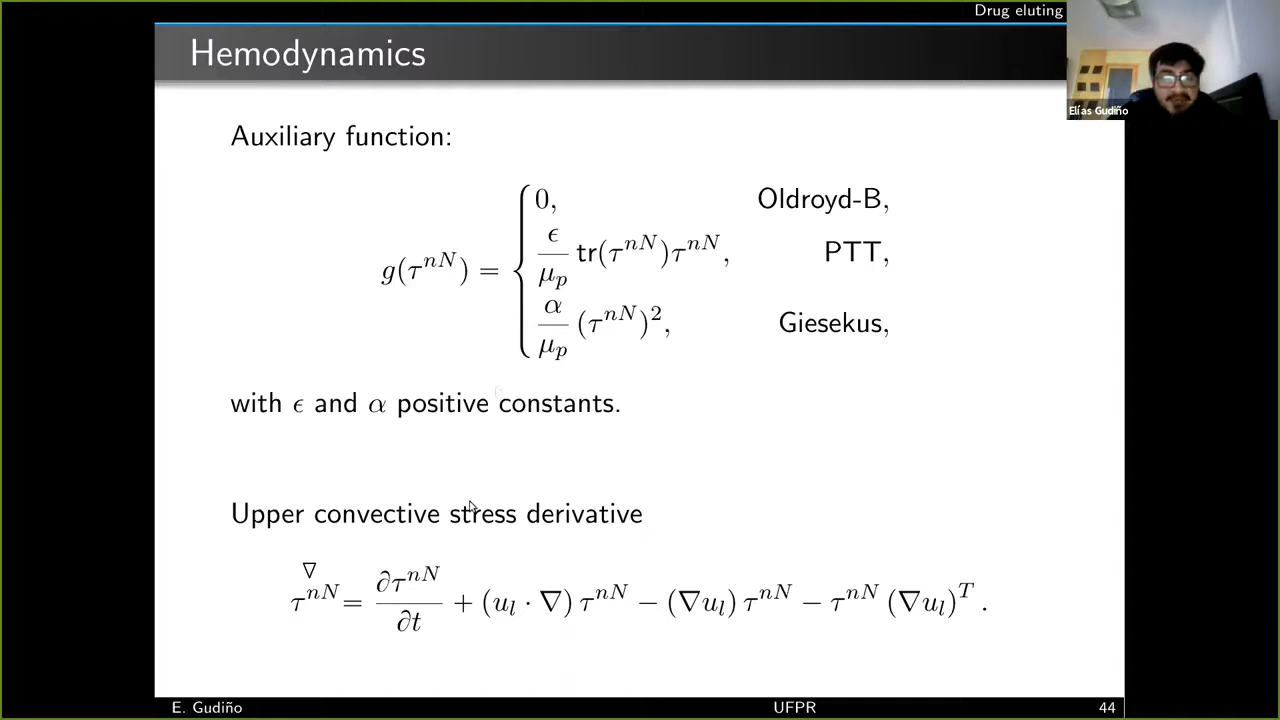 Drug eluting
Hemodynamics
Elías Gudiño
Auxiliary function:
g(τ^{nN}) = { 0, Oldroyd-B,
ϵ/μ_p tr(τ^{nN})τ^{nN}, PTT,
α/μ_p (τ^{nN})^2, Giesekus,
with ϵ and α positive constants.
Upper convective stress derivative
\overset{∇}{τ^{nN}} = ∂τ^{nN}/∂t + (u_l · ∇) τ^{nN} − (∇u_l) τ^{nN} − τ^{nN} (∇u_l)^T .
E. Gudiño UFPR 44